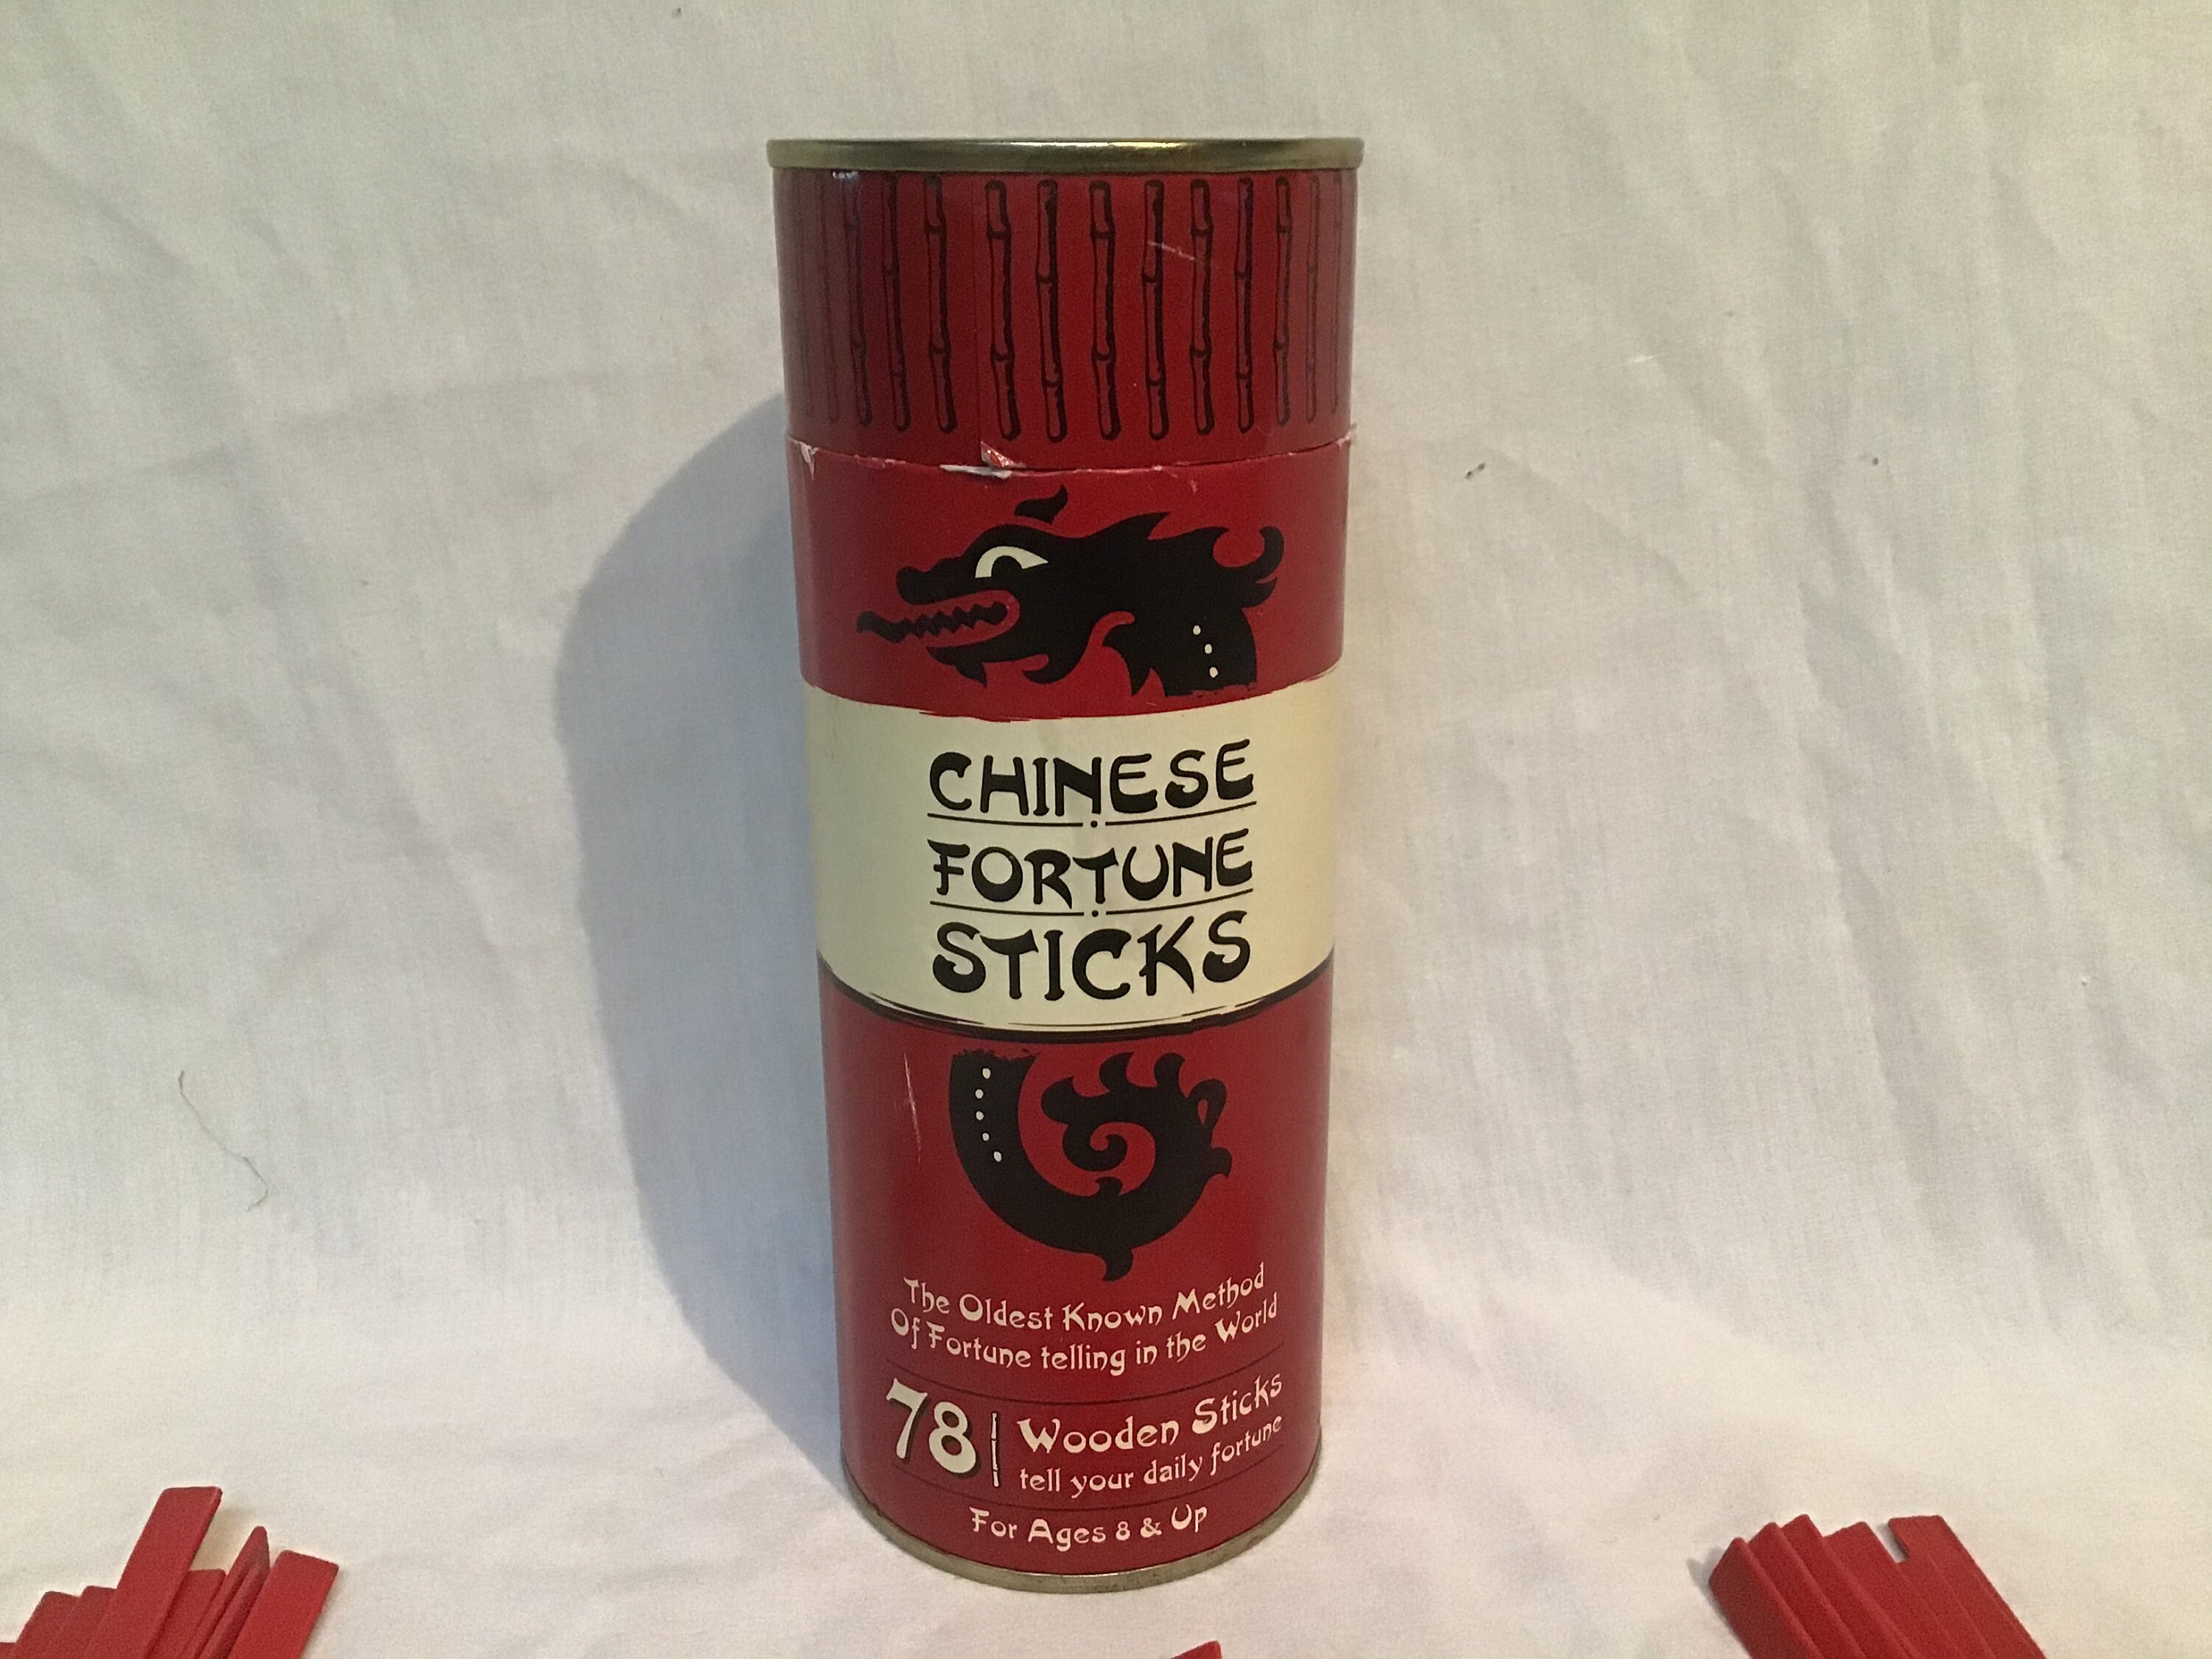 CHINESE
FORTUNE
STICKS
The Oldest Known Method
Of Fortune telling in the World
78 Wooden Sticks
tell your daily fortune
For Ages 8 & Up